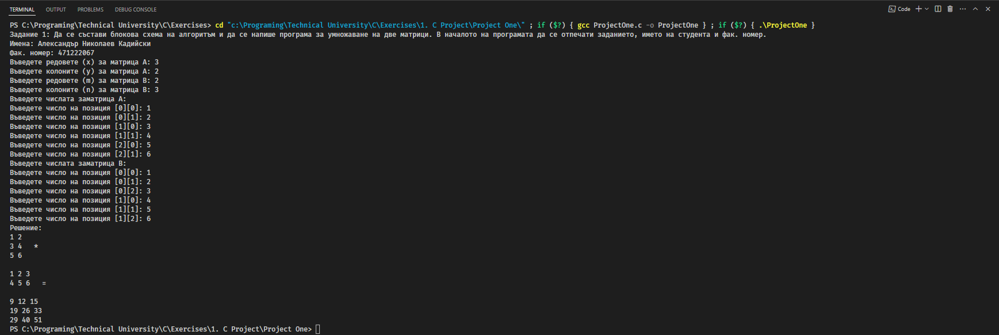 TERMINAL OUTPUT PROBLEMS DEBUG CONSOLE Code
PS C:\Programing\Technical University\C\Exercises> cd "c:\Programing\Technical University\C\Exercises\1. C Project\Project One\" ; if ($?) { gcc ProjectOne.c -o ProjectOne } ; if ($?) { .\ProjectOne }
Задание 1: Да се състави блокова схема на алгоритъм и да се напише програма за умножаване на две матрици. В началото на програмата да се отпечати заданието, името на студента и фак. номер.
Имена: Александър Николаев Кадийски
Фак. номер: 471222067
Въведете редовете (x) за матрица A: 3
Въведете колоните (y) за матрица A: 2
Въведете редовете (m) за матрица B: 2
Въведете колоните (n) за матрица B: 3
Въведете числата заматрица A:
Въведете число на позиция [0][0]: 1
Въведете число на позиция [0][1]: 2
Въведете число на позиция [1][0]: 3
Въведете число на позиция [1][1]: 4
Въведете число на позиция [2][0]: 5
Въведете число на позиция [2][1]: 6
Въведете числата заматрица B:
Въведете число на позиция [0][0]: 1
Въведете число на позиция [0][1]: 2
Въведете число на позиция [0][2]: 3
Въведете число на позиция [1][0]: 4
Въведете число на позиция [1][1]: 5
Въведете число на позиция [1][2]: 6
Решение:
1 2
3 4 *
5 6
1 2 3
4 5 6 =
9 12 15
19 26 33
29 40 51
PS C:\Programing\Technical University\C\Exercises\1. C Project\Project One>